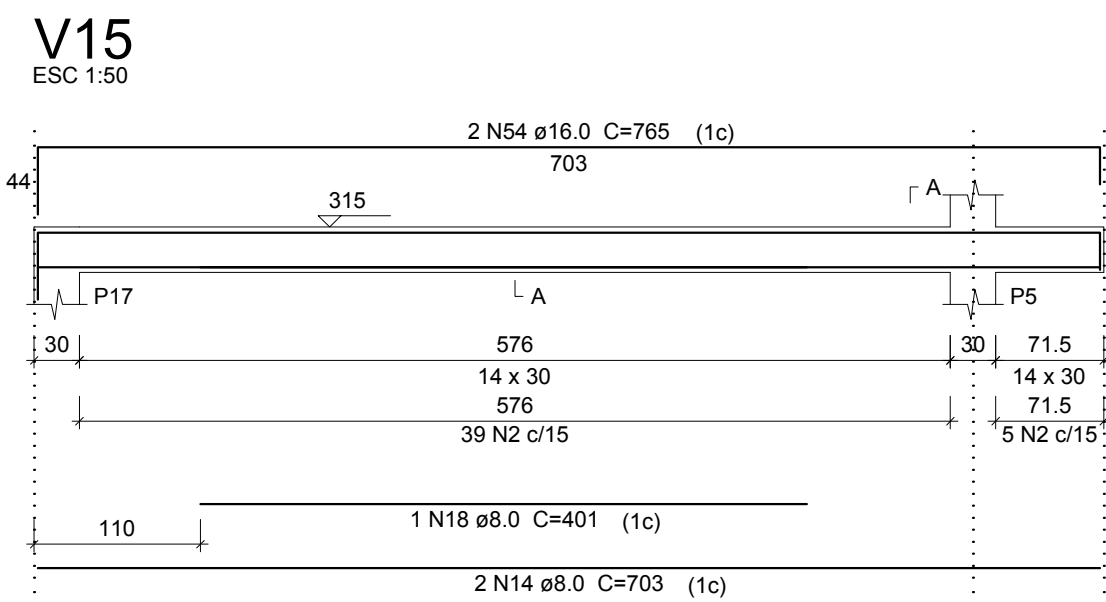 V15
ESC 1:50
2 N54 ø16.0 C=765 (1c)
703
44
A
315
A
P17
P5
30
576
30
71.5
14 x 30
14 x 30
576
71.5
39 N2 c/15
5 N2 c/15
1 N18 ø8.0 C=401 (1c)
110
2 N14 ø8.0 C=703 (1c)